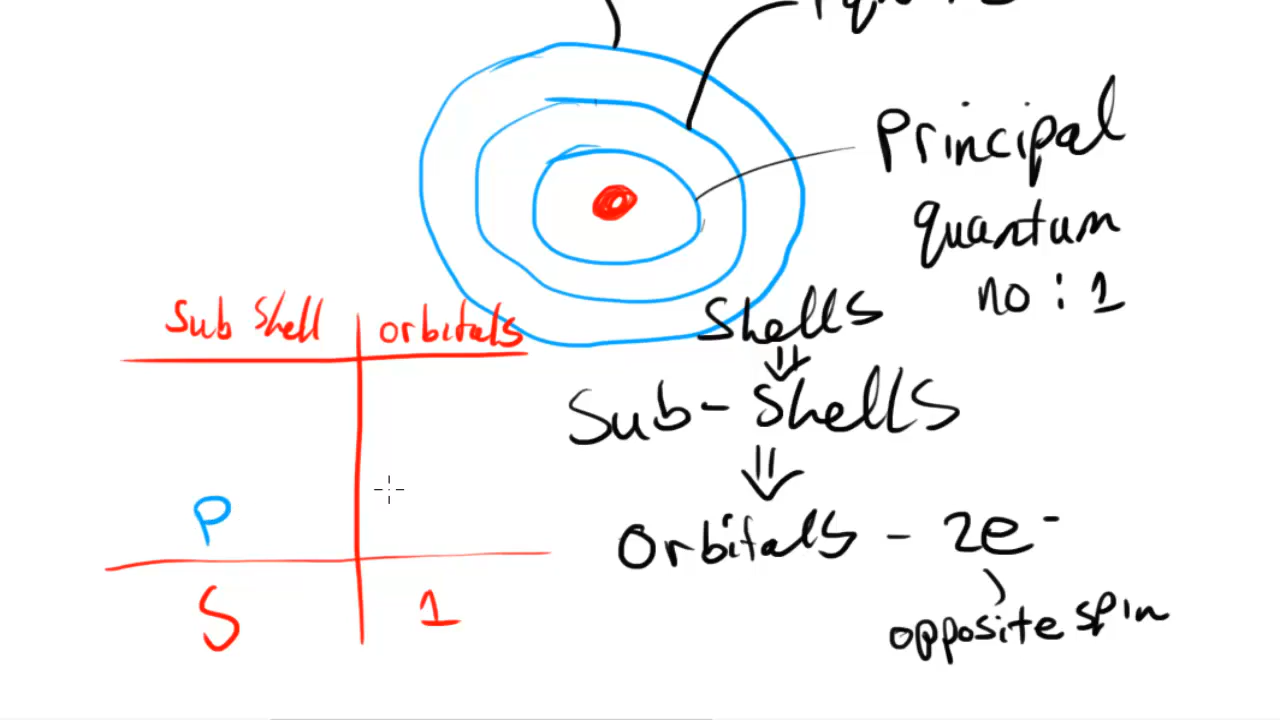 Principal
quantum
no : 1
Sub Shell orbitals
P
S 1
Shells
⇓
Sub-Shells
⇓
Orbitals - 2e⁻
opposite spin